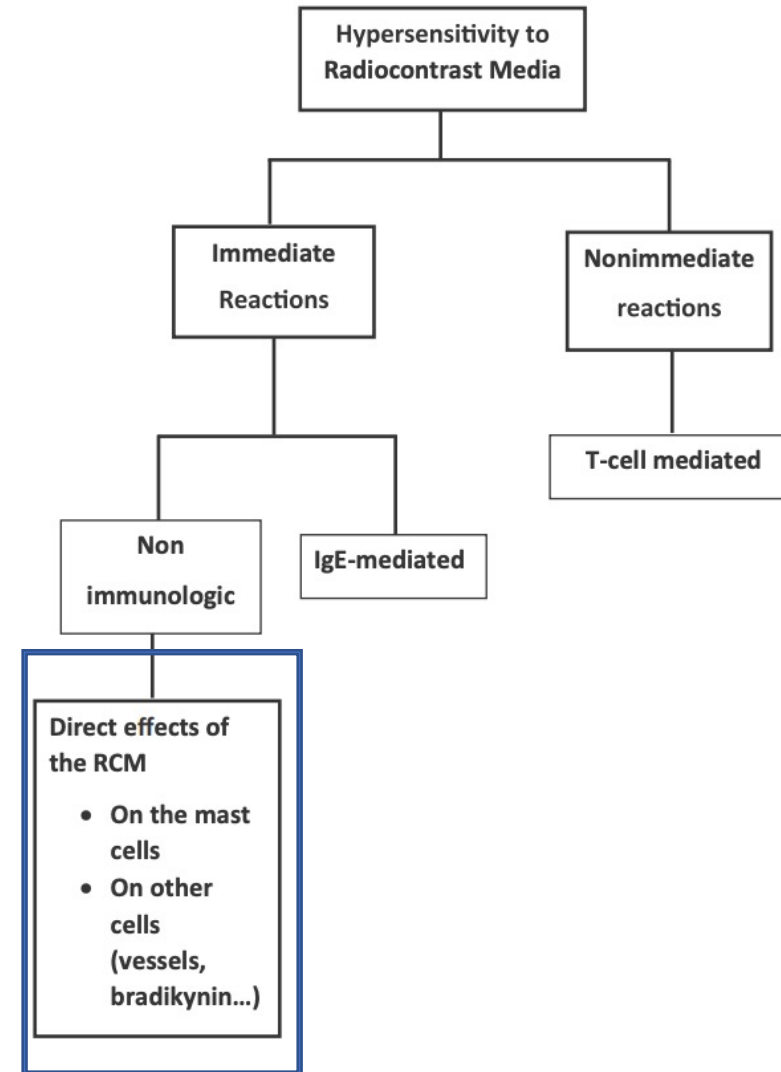 Hypersensitivity to
Radiocontrast Media
Immediate
Reactions
Nonimmediate
reactions
T-cell mediated
Non
immunologic
IgE-mediated
Direct effects of
the RCM
• On the mast
cells
• On other
cells
(vessels,
bradikynin...)